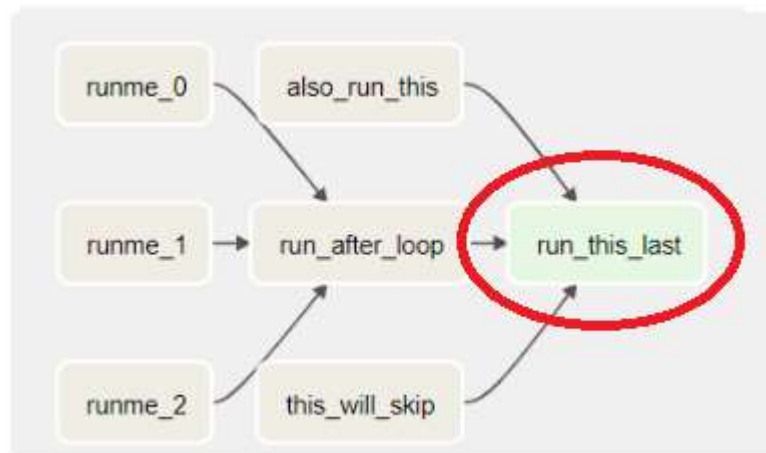 runme_0
also_run_this
runme_1
run_after_loop
run_this_last
runme_2
this_will_skip